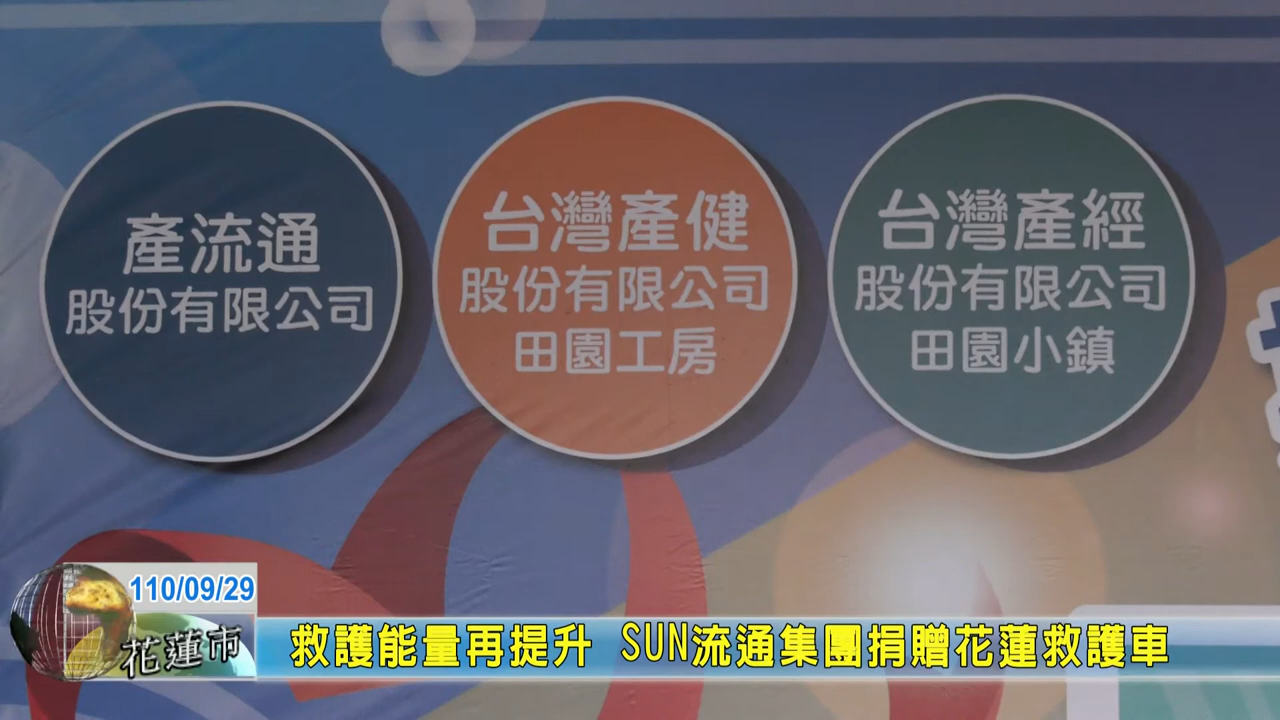 產流通
股份有限公司
台灣產健
股份有限公司
田園工房
台灣產經
股份有限公司
田園小鎮
110/09/29
花蓮市
救護能量再提升 SUN流通集團捐贈花蓮救護車